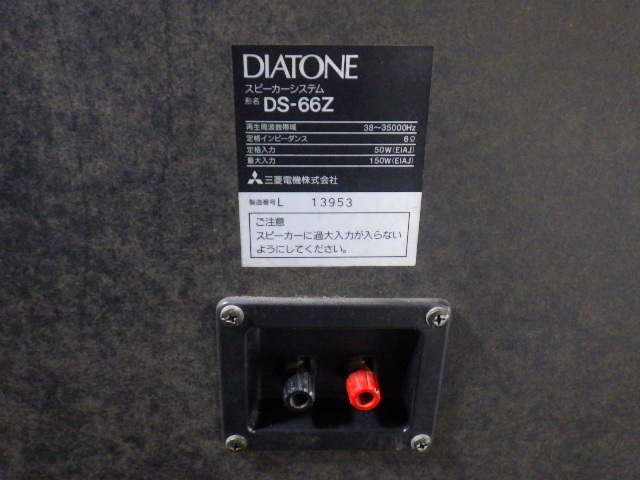 DIATONE
スピーカーシステム
形名 DS-66Z
再生周波数帯域 38〜35000Hz
定格インピーダンス 6Ω
定格入力 50W(EIAJ)
最大入力 150W(EIAJ)
三菱電機株式会社
製造番号 L 13953
ご注意
スピーカーに過大入力が入らない
ようにしてください。